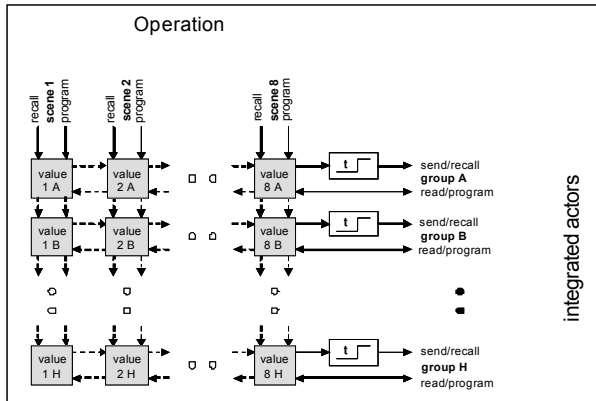 Operation
recall
scene 1
program
recall
scene 2
program
recall
scene 8
program
value
1 A
value
2 A
value
8 A
t
send/recall
group A
read/program
value
1 B
value
2 B
value
8 B
t
send/recall
group B
read/program
integrated actors
value
1 H
value
2 H
value
8 H
t
send/recall
group H
read/program